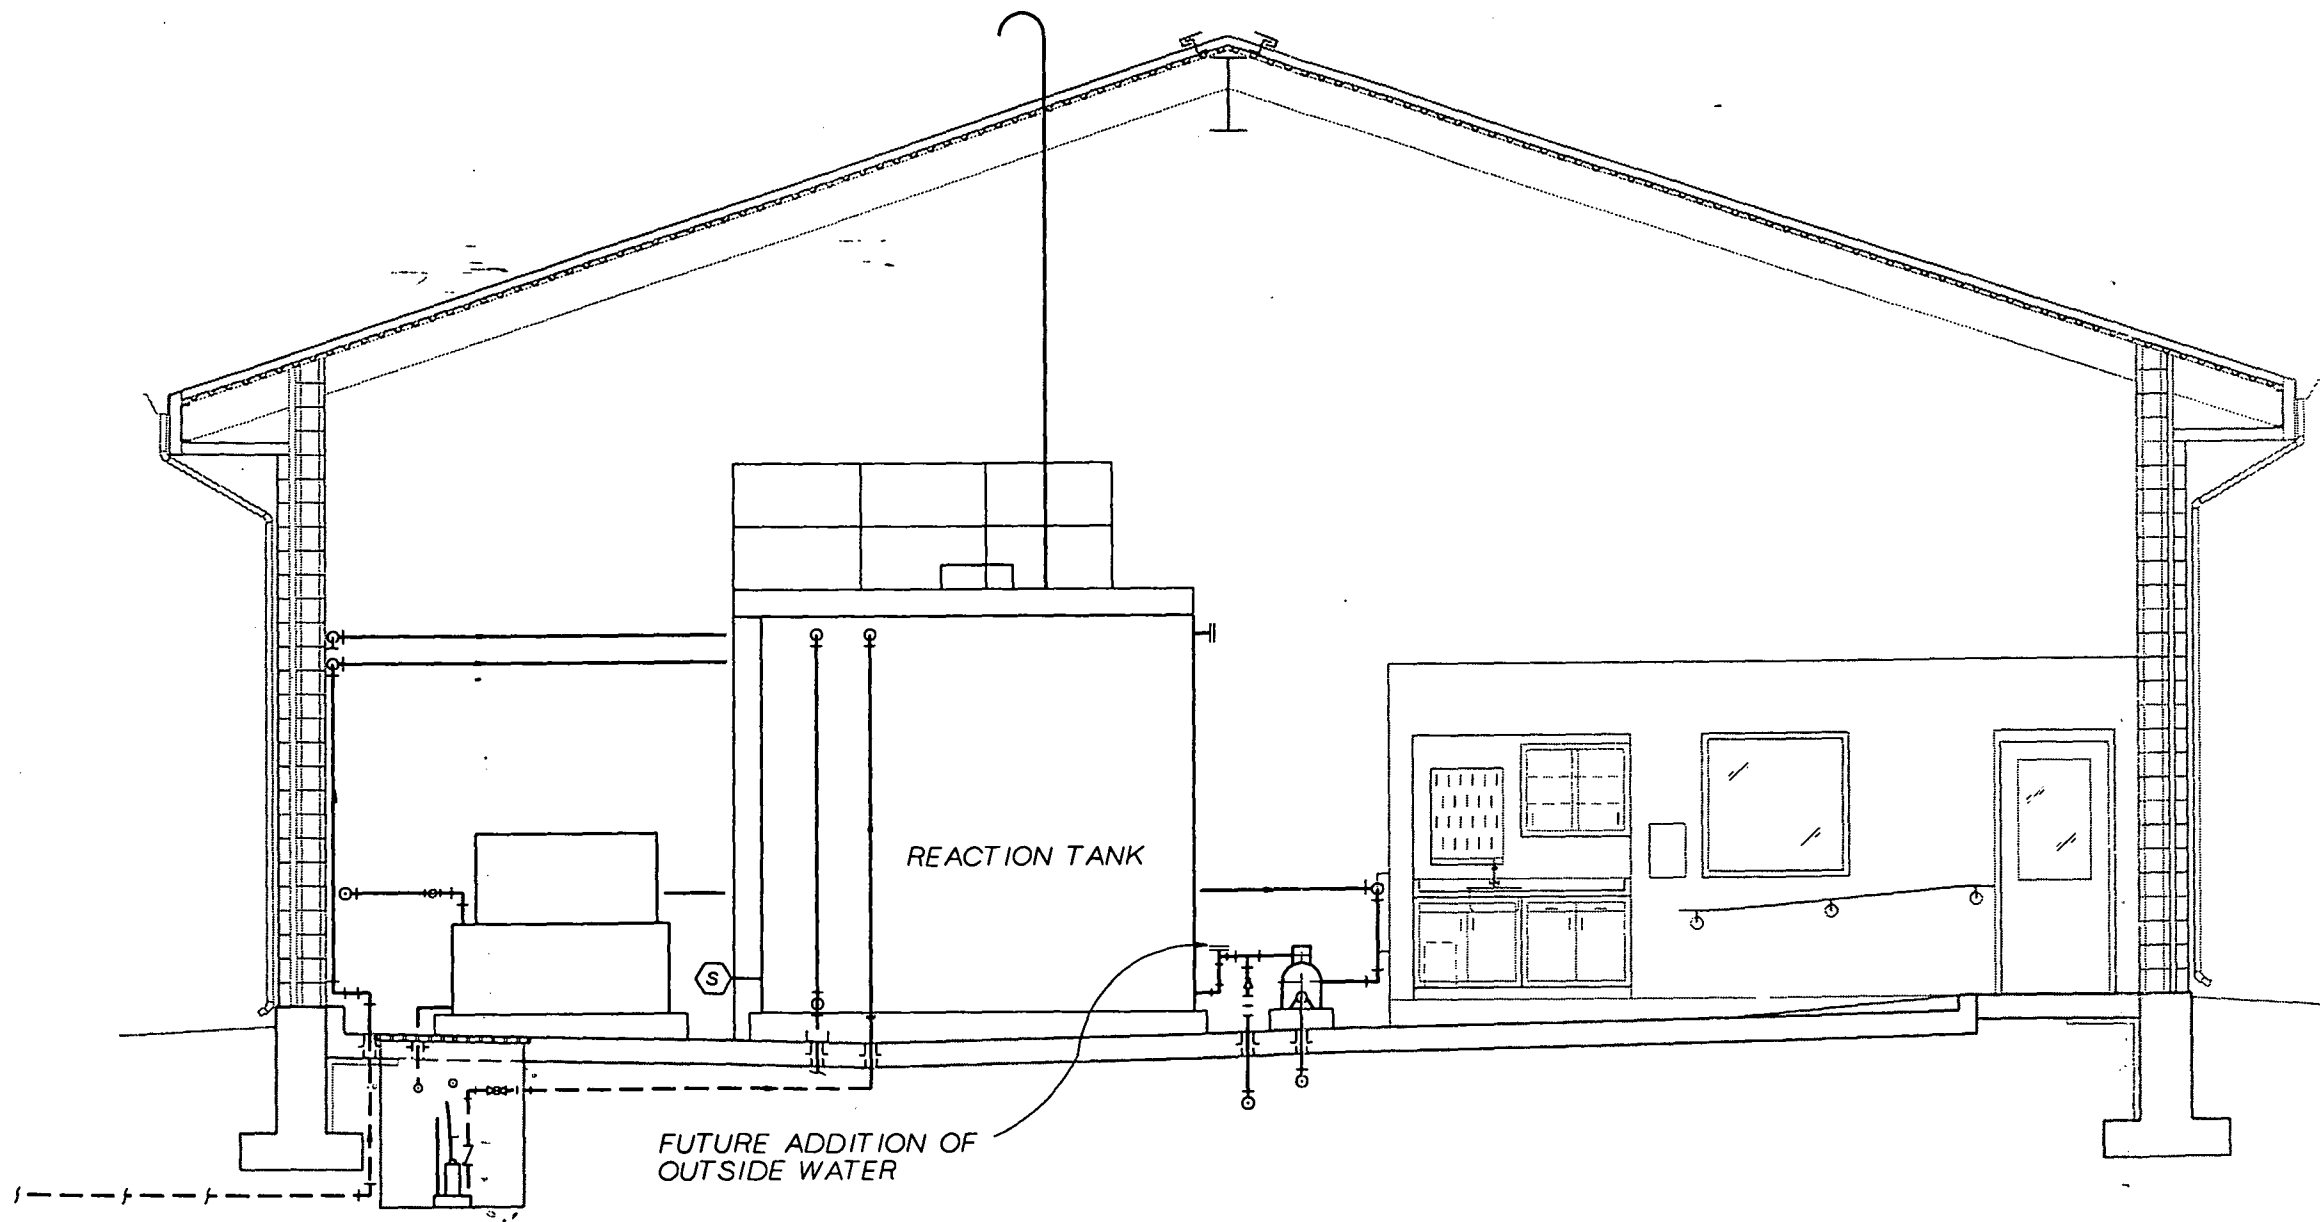 REACTION TANK
S
FUTURE ADDITION OF
OUTSIDE WATER